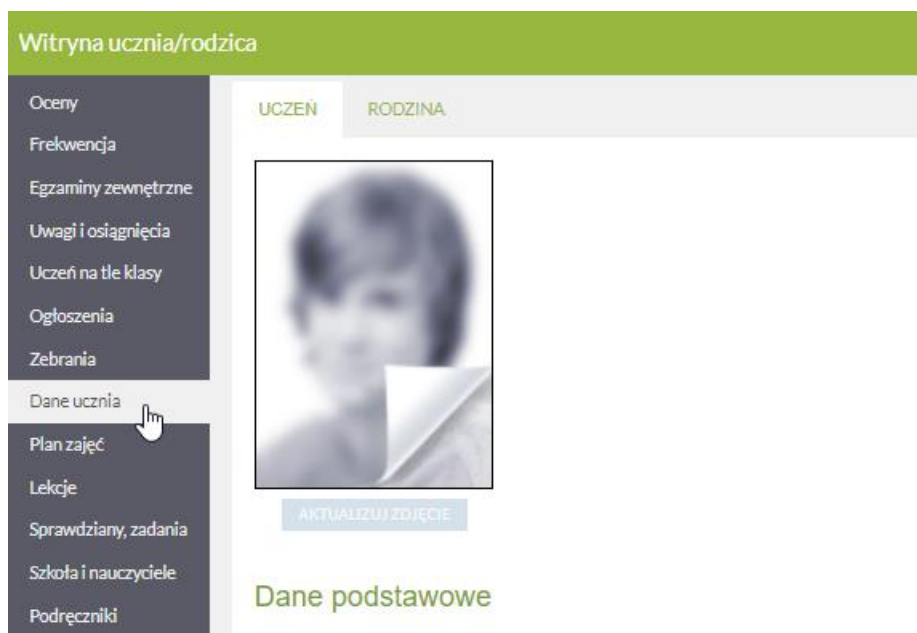 Witryna ucznia/rodzica
Oceny
Frekwencja
Egzaminy zewnętrzne
Uwagi i osiągnięcia
Uczeń na tle klasy
Ogłoszenia
Zebrania
Dane ucznia
Plan zajęć
Lekcje
Sprawdziany, zadania
Szkoła i nauczyciele
Podręczniki
UCZEŃ RODZINA
AKTUALIZUJ ZDJĘCIE
Dane podstawowe